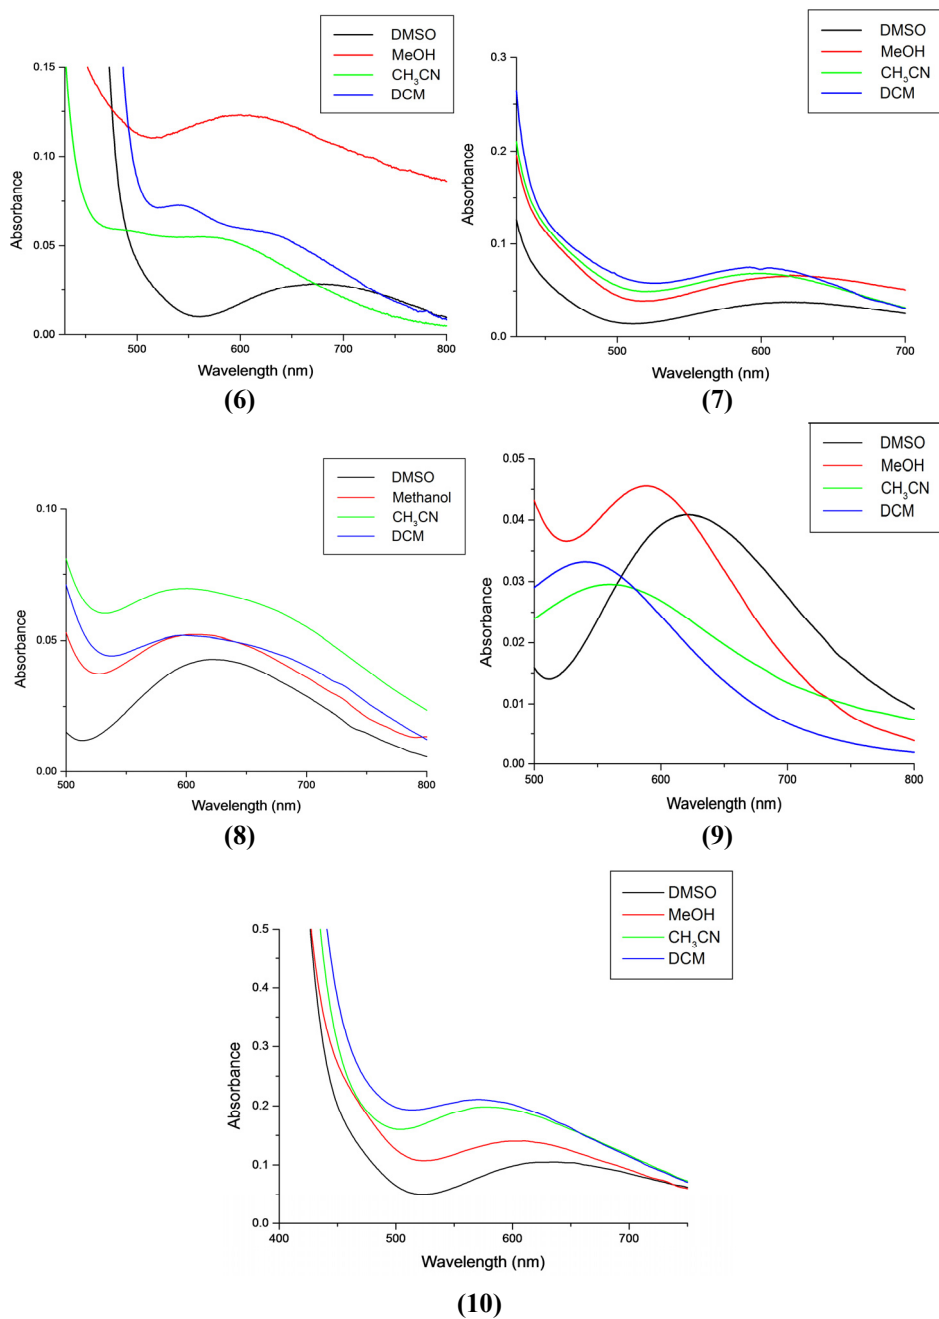 DMSO
MeOH
CH₃CN
DCM
0.15
0.10
0.05
0.00
500
600
700
800
Absorbance
Wavelength (nm)
(6)
DMSO
MeOH
CH₃CN
DCM
0.3
0.2
0.1
0.0
500
600
700
Absorbance
Wavelength (nm)
(7)
DMSO
Methanol
CH₃CN
DCM
0.10
0.05
0.00
500
600
700
800
Absorbance
Wavelength (nm)
(8)
DMSO
MeOH
CH₃CN
DCM
0.05
0.04
0.03
0.02
0.01
0.00
500
600
700
800
Absorbance
Wavelength (nm)
(9)
DMSO
MeOH
CH₃CN
DCM
0.5
0.4
0.3
0.2
0.1
0.0
400
500
600
700
Absorbance
Wavelength (nm)
(10)